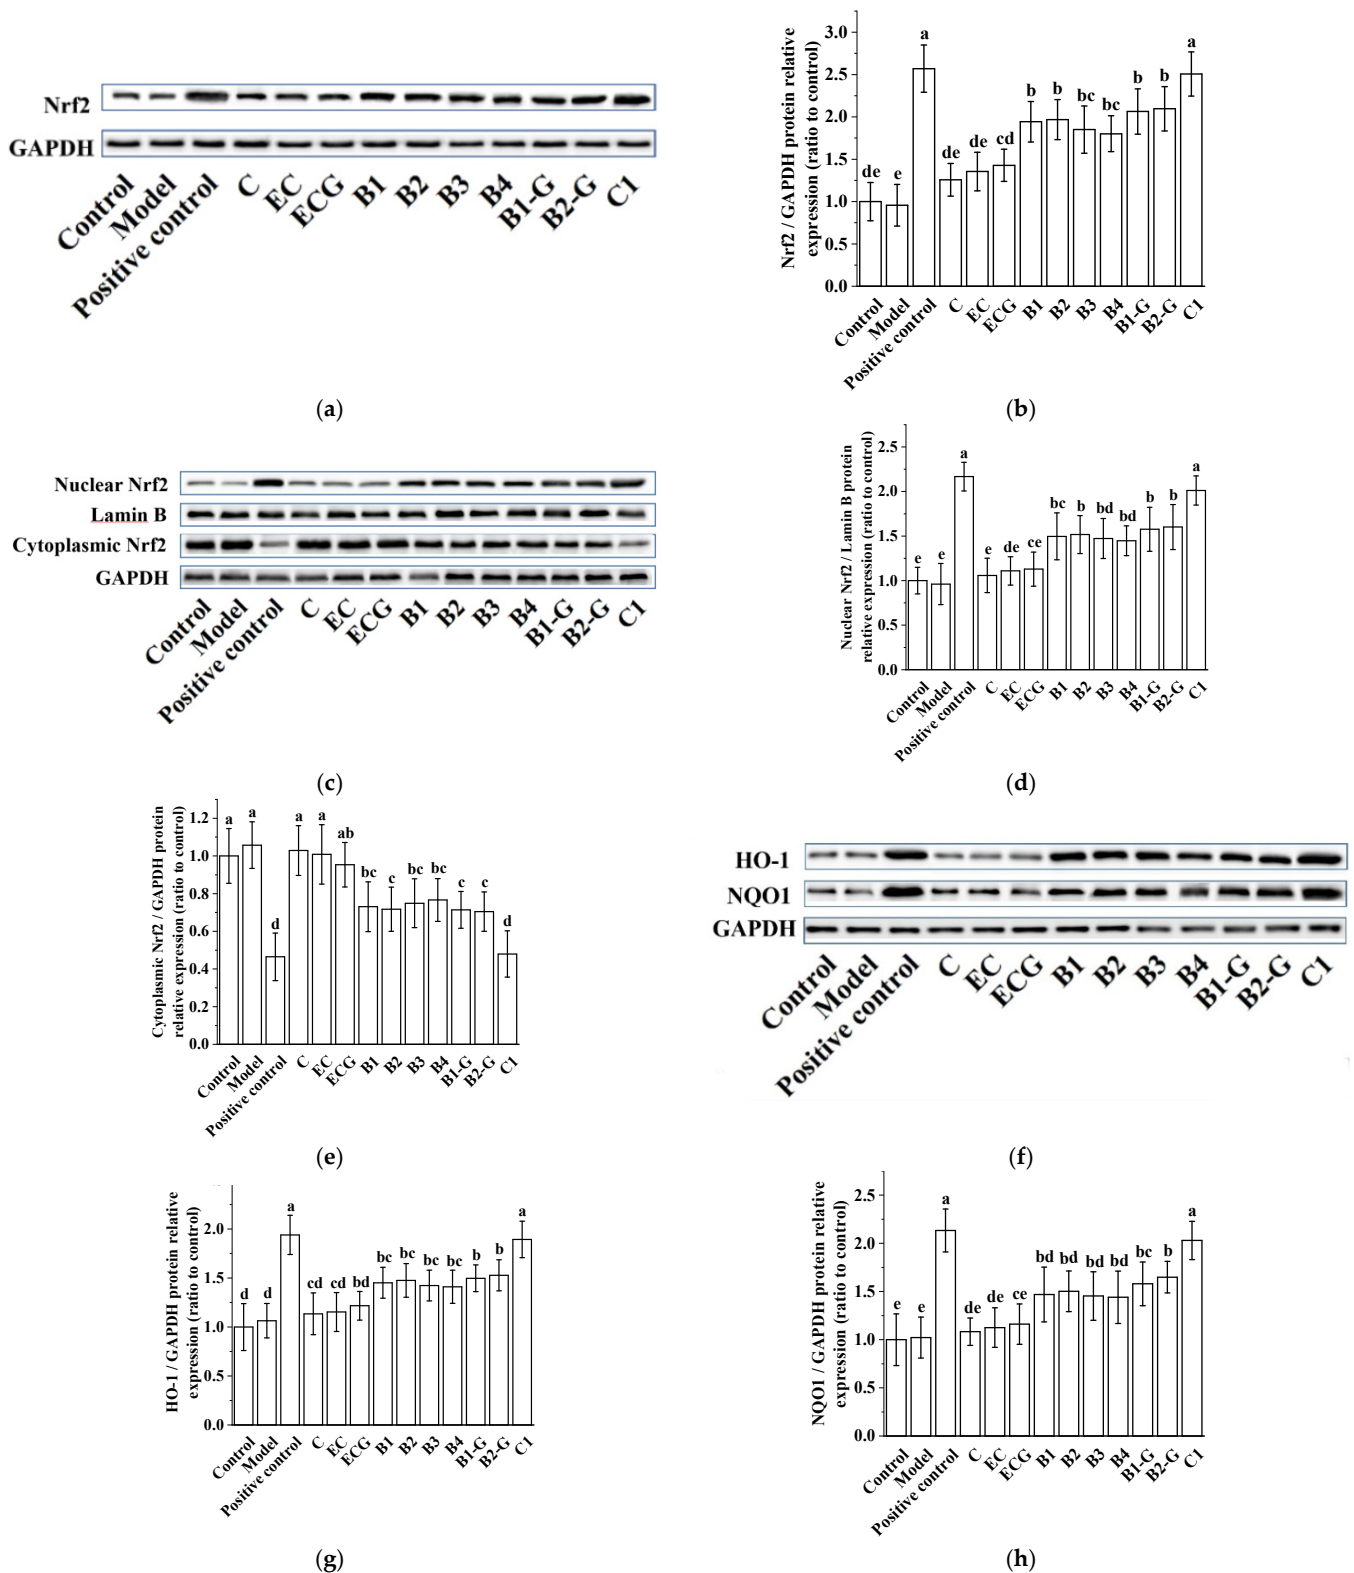 Nrf2
GAPDH
Control
Model
Positive control
C
EC
ECG
B1
B2
B3
B4
B1-G
B2-G
C1
(a)
Nrf2 / GAPDH protein relative
expression (ratio to control)
3.0
2.5
2.0
1.5
1.0
0.5
0.0
de
e
a
de
de
cd
b
b
bc
bc
b
b
a
Control
Model
Positive control
C
EC
ECG
B1
B2
B3
B4
B1-G
B2-G
C1
(b)
Nuclear Nrf2
Lamin B
Cytoplasmic Nrf2
GAPDH
Control
Model
Positive control
C
EC
ECG
B1
B2
B3
B4
B1-G
B2-G
C1
(c)
Nuclear Nrf2 / Lamin B protein
relative expression (ratio to control)
2.5
2.0
1.5
1.0
0.5
0.0
e
e
a
e
de
ce
bc
b
bd
bd
b
b
a
Control
Model
Positive control
C
EC
ECG
B1
B2
B3
B4
B1-G
B2-G
C1
(d)
Cytoplasmic Nrf2 / GAPDH protein
relative expression (ratio to control)
1.2
1.0
0.8
0.6
0.4
0.2
0.0
a
a
d
a
a
ab
bc
c
bc
bc
c
c
d
Control
Model
Positive control
C
EC
ECG
B1
B2
B3
B4
B1-G
B2-G
C1
(e)
HO-1
NQO1
GAPDH
Control
Model
Positive control
C
EC
ECG
B1
B2
B3
B4
B1-G
B2-G
C1
(f)
HO-1 / GAPDH protein relative
expression (ratio to control)
2.0
1.5
1.0
0.5
0.0
d
d
a
cd
cd
bd
bc
bc
bc
bc
b
b
a
Control
Model
Positive control
C
EC
ECG
B1
B2
B3
B4
B1-G
B2-G
C1
(g)
NQO1 / GAPDH protein relative
expression (ratio to control)
2.5
2.0
1.5
1.0
0.5
0.0
e
e
a
de
de
ce
bd
bd
bd
bd
bc
b
a
Control
Model
Positive control
C
EC
ECG
B1
B2
B3
B4
B1-G
B2-G
C1
(h)